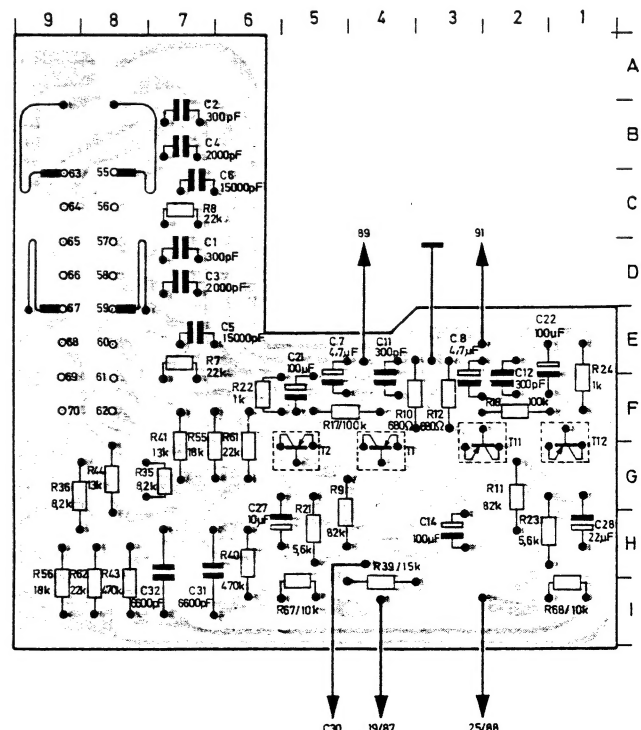 9 8 7 6 5 4 3 2 1
A
C2
300pF
B
C4
2000pF
63 55
C6
15000pF
C
64 56
R8
22k
89 91
65 57
C1
300pF
D
66 58
C3
2000pF
67 59
C5
15000pF
C7
4,7µF
C11
300pF
C8
4,7µF
C22
100µF
E
68 60
R7
22k
C21
100µF
C12
300pF
R24
1k
69 61
R22
1k
70 62
R17/100k
R10
680Ω
R12
680Ω
R18
100k
F
R41
13k
R55
18k
R61
22k
T2
T1
T11
T12
R44
13k
R35
8,2k
R36
8,2k
G
C27
10µF
R21
5,6k
R9
82k
R11
82k
C14
100µF
R23
5,6k
C28
22µF
H
R40
470k
R39/15k
R56
18k
R62
22k
R43
470k
C32
6600pF
C31
6600pF
R67/10k
R68/10k
I
C30 19/87 25/88